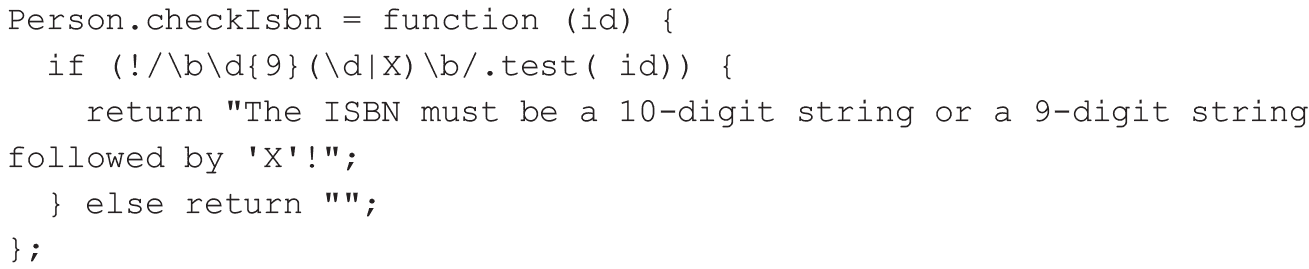 Person.checkIsbn = function (id) {
  if (!/\b\d{9}(\d|X)\b/.test( id)) {
    return "The ISBN must be a 10-digit string or a 9-digit string
followed by 'X'!";
  } else return "";
};